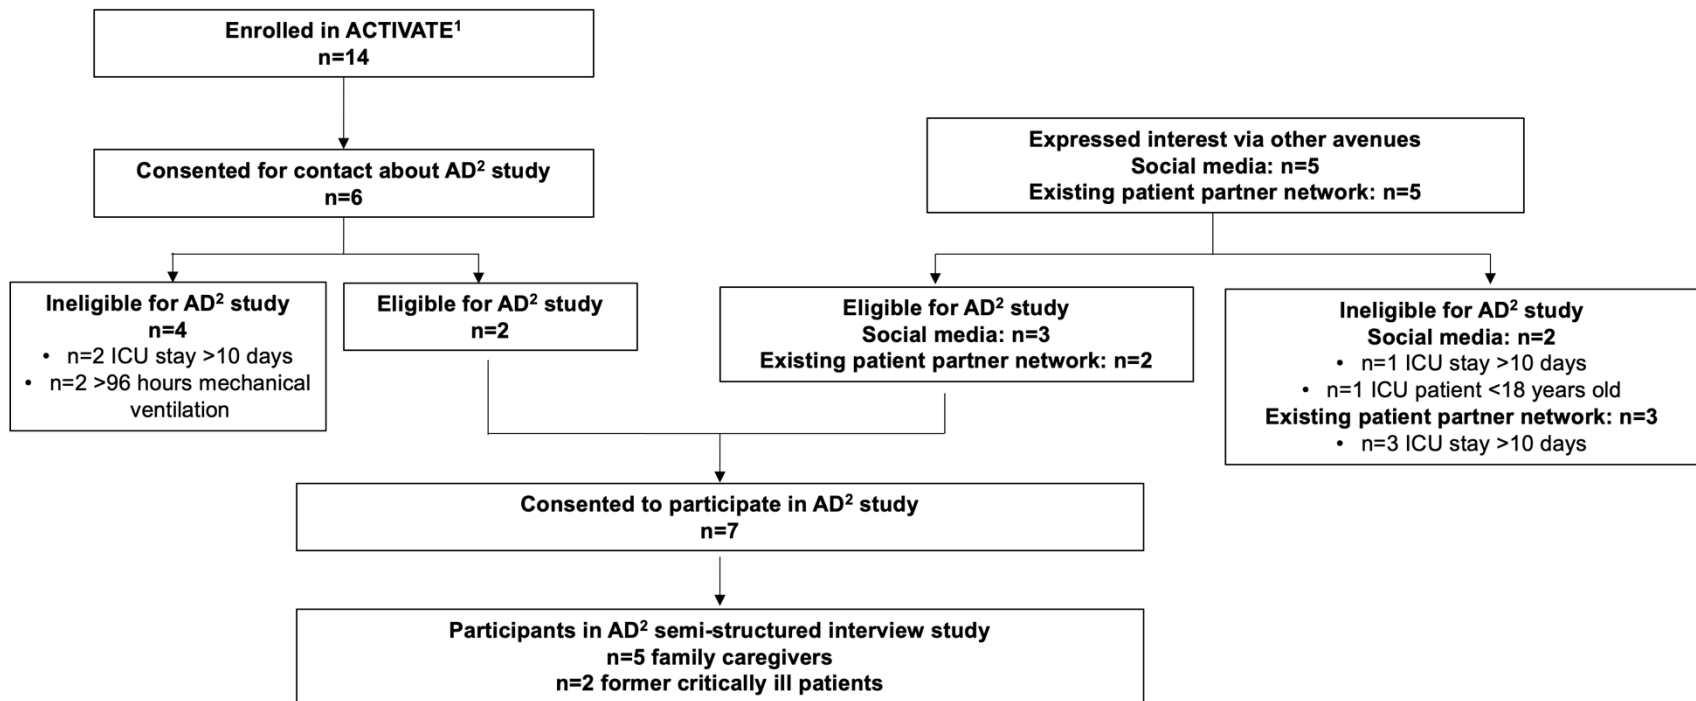 Enrolled in ACTIVATE¹
n=14
Consented for contact about AD² study
n=6
Expressed interest via other avenues
Social media: n=5
Existing patient partner network: n=5
Ineligible for AD² study
n=4
• n=2 ICU stay >10 days
• n=2 >96 hours mechanical
ventilation
Eligible for AD² study
n=2
Eligible for AD² study
Social media: n=3
Existing patient partner network: n=2
Ineligible for AD² study
Social media: n=2
• n=1 ICU stay >10 days
• n=1 ICU patient <18 years old
Existing patient partner network: n=3
• n=3 ICU stay >10 days
Consented to participate in AD² study
n=7
Participants in AD² semi-structured interview study
n=5 family caregivers
n=2 former critically ill patients